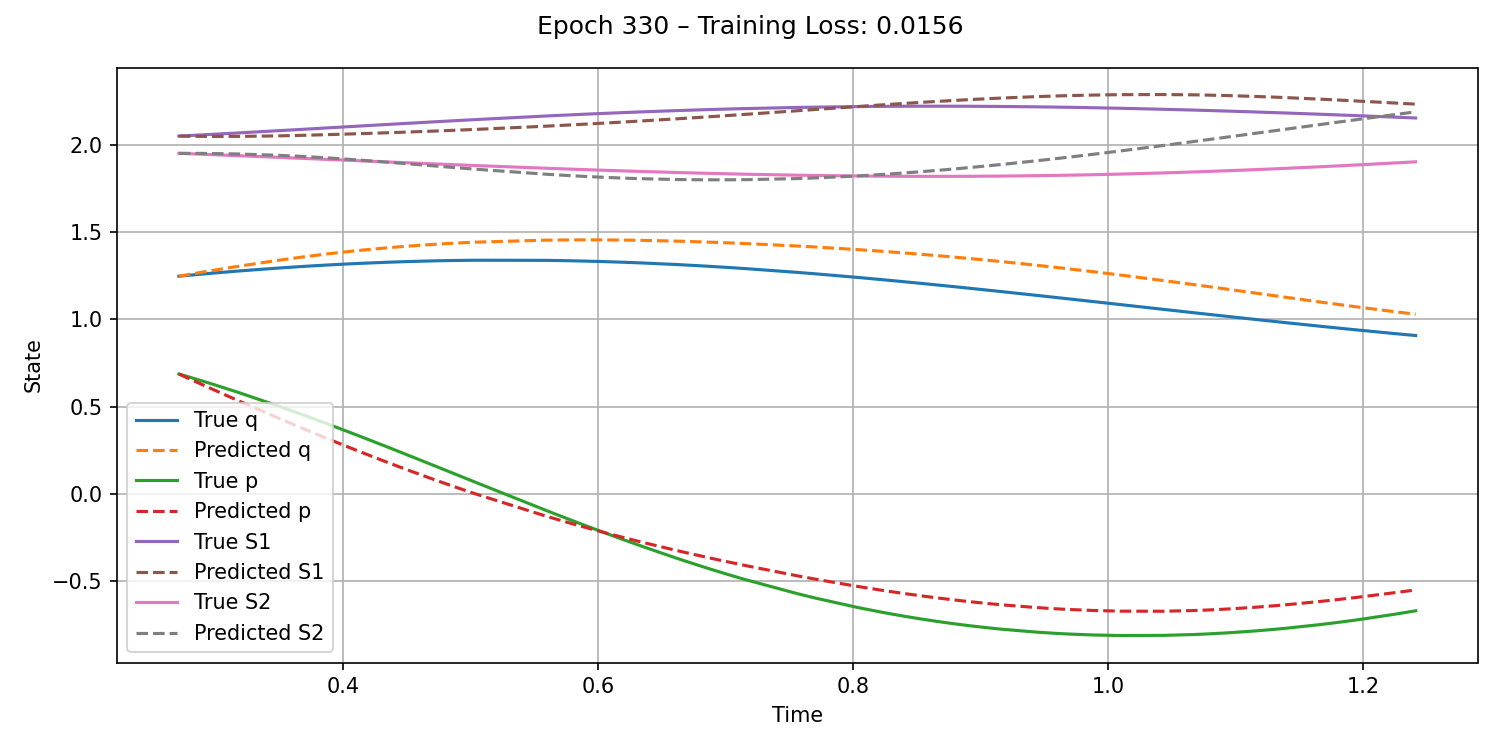 Epoch 330 – Training Loss: 0.0156
State
2.0
1.5
1.0
0.5
0.0
−0.5
True q
Predicted q
True p
Predicted p
True S1
Predicted S1
True S2
Predicted S2
0.4 0.6 0.8 1.0 1.2
Time